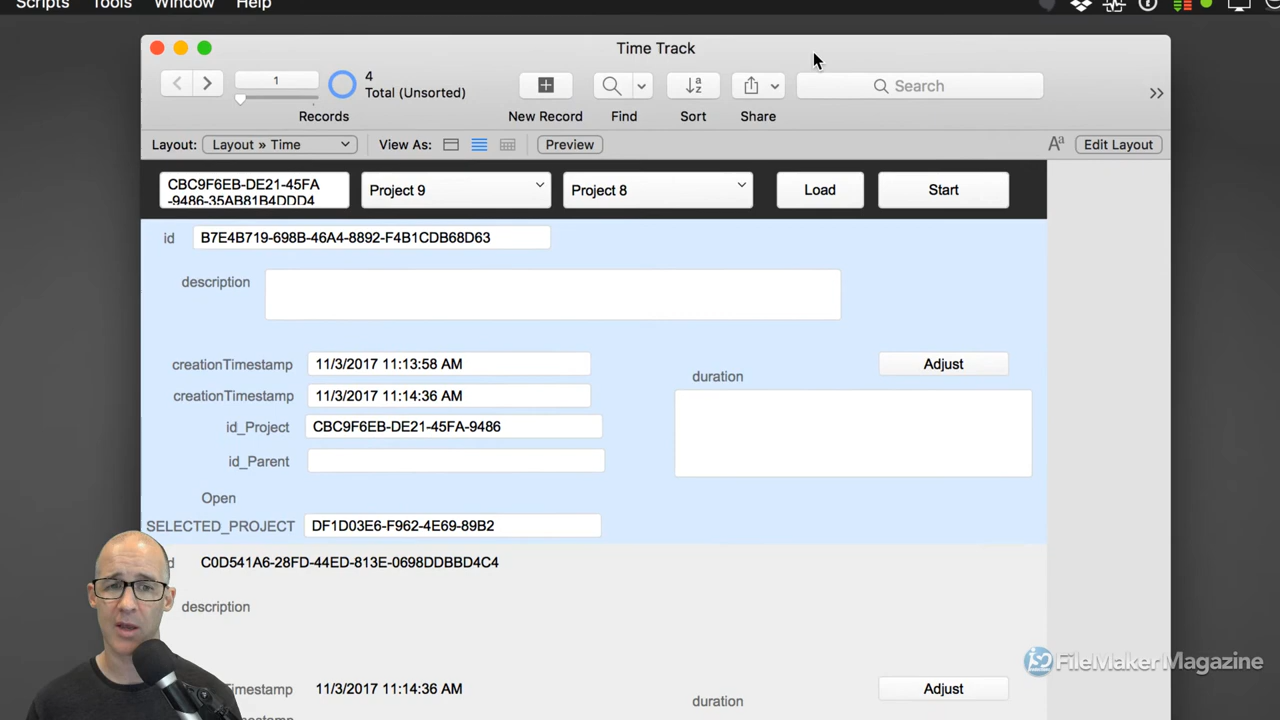 Scripts Tools Window Help
Time Track
1
4
Total (Unsorted)
Search
Records
New Record
Find
Sort
Share
Layout: Layout » Time
View As:
Preview
Aa
Edit Layout
CBC9F6EB-DE21-45FA
-9486-35AB81B4DDD4
Project 9
Project 8
Load
Start
id B7E4B719-698B-46A4-8892-F4B1CDB68D63
description
creationTimestamp 11/3/2017 11:13:58 AM
Adjust
duration
creationTimestamp 11/3/2017 11:14:36 AM
id_Project CBC9F6EB-DE21-45FA-9486
id_Parent
Open
SELECTED_PROJECT DF1D03E6-F962-4E69-89B2
d C0D541A6-28FD-44ED-813E-0698DDBBD4C4
description
FileMaker Magazine
Timestamp 11/3/2017 11:14:36 AM
Adjust
duration